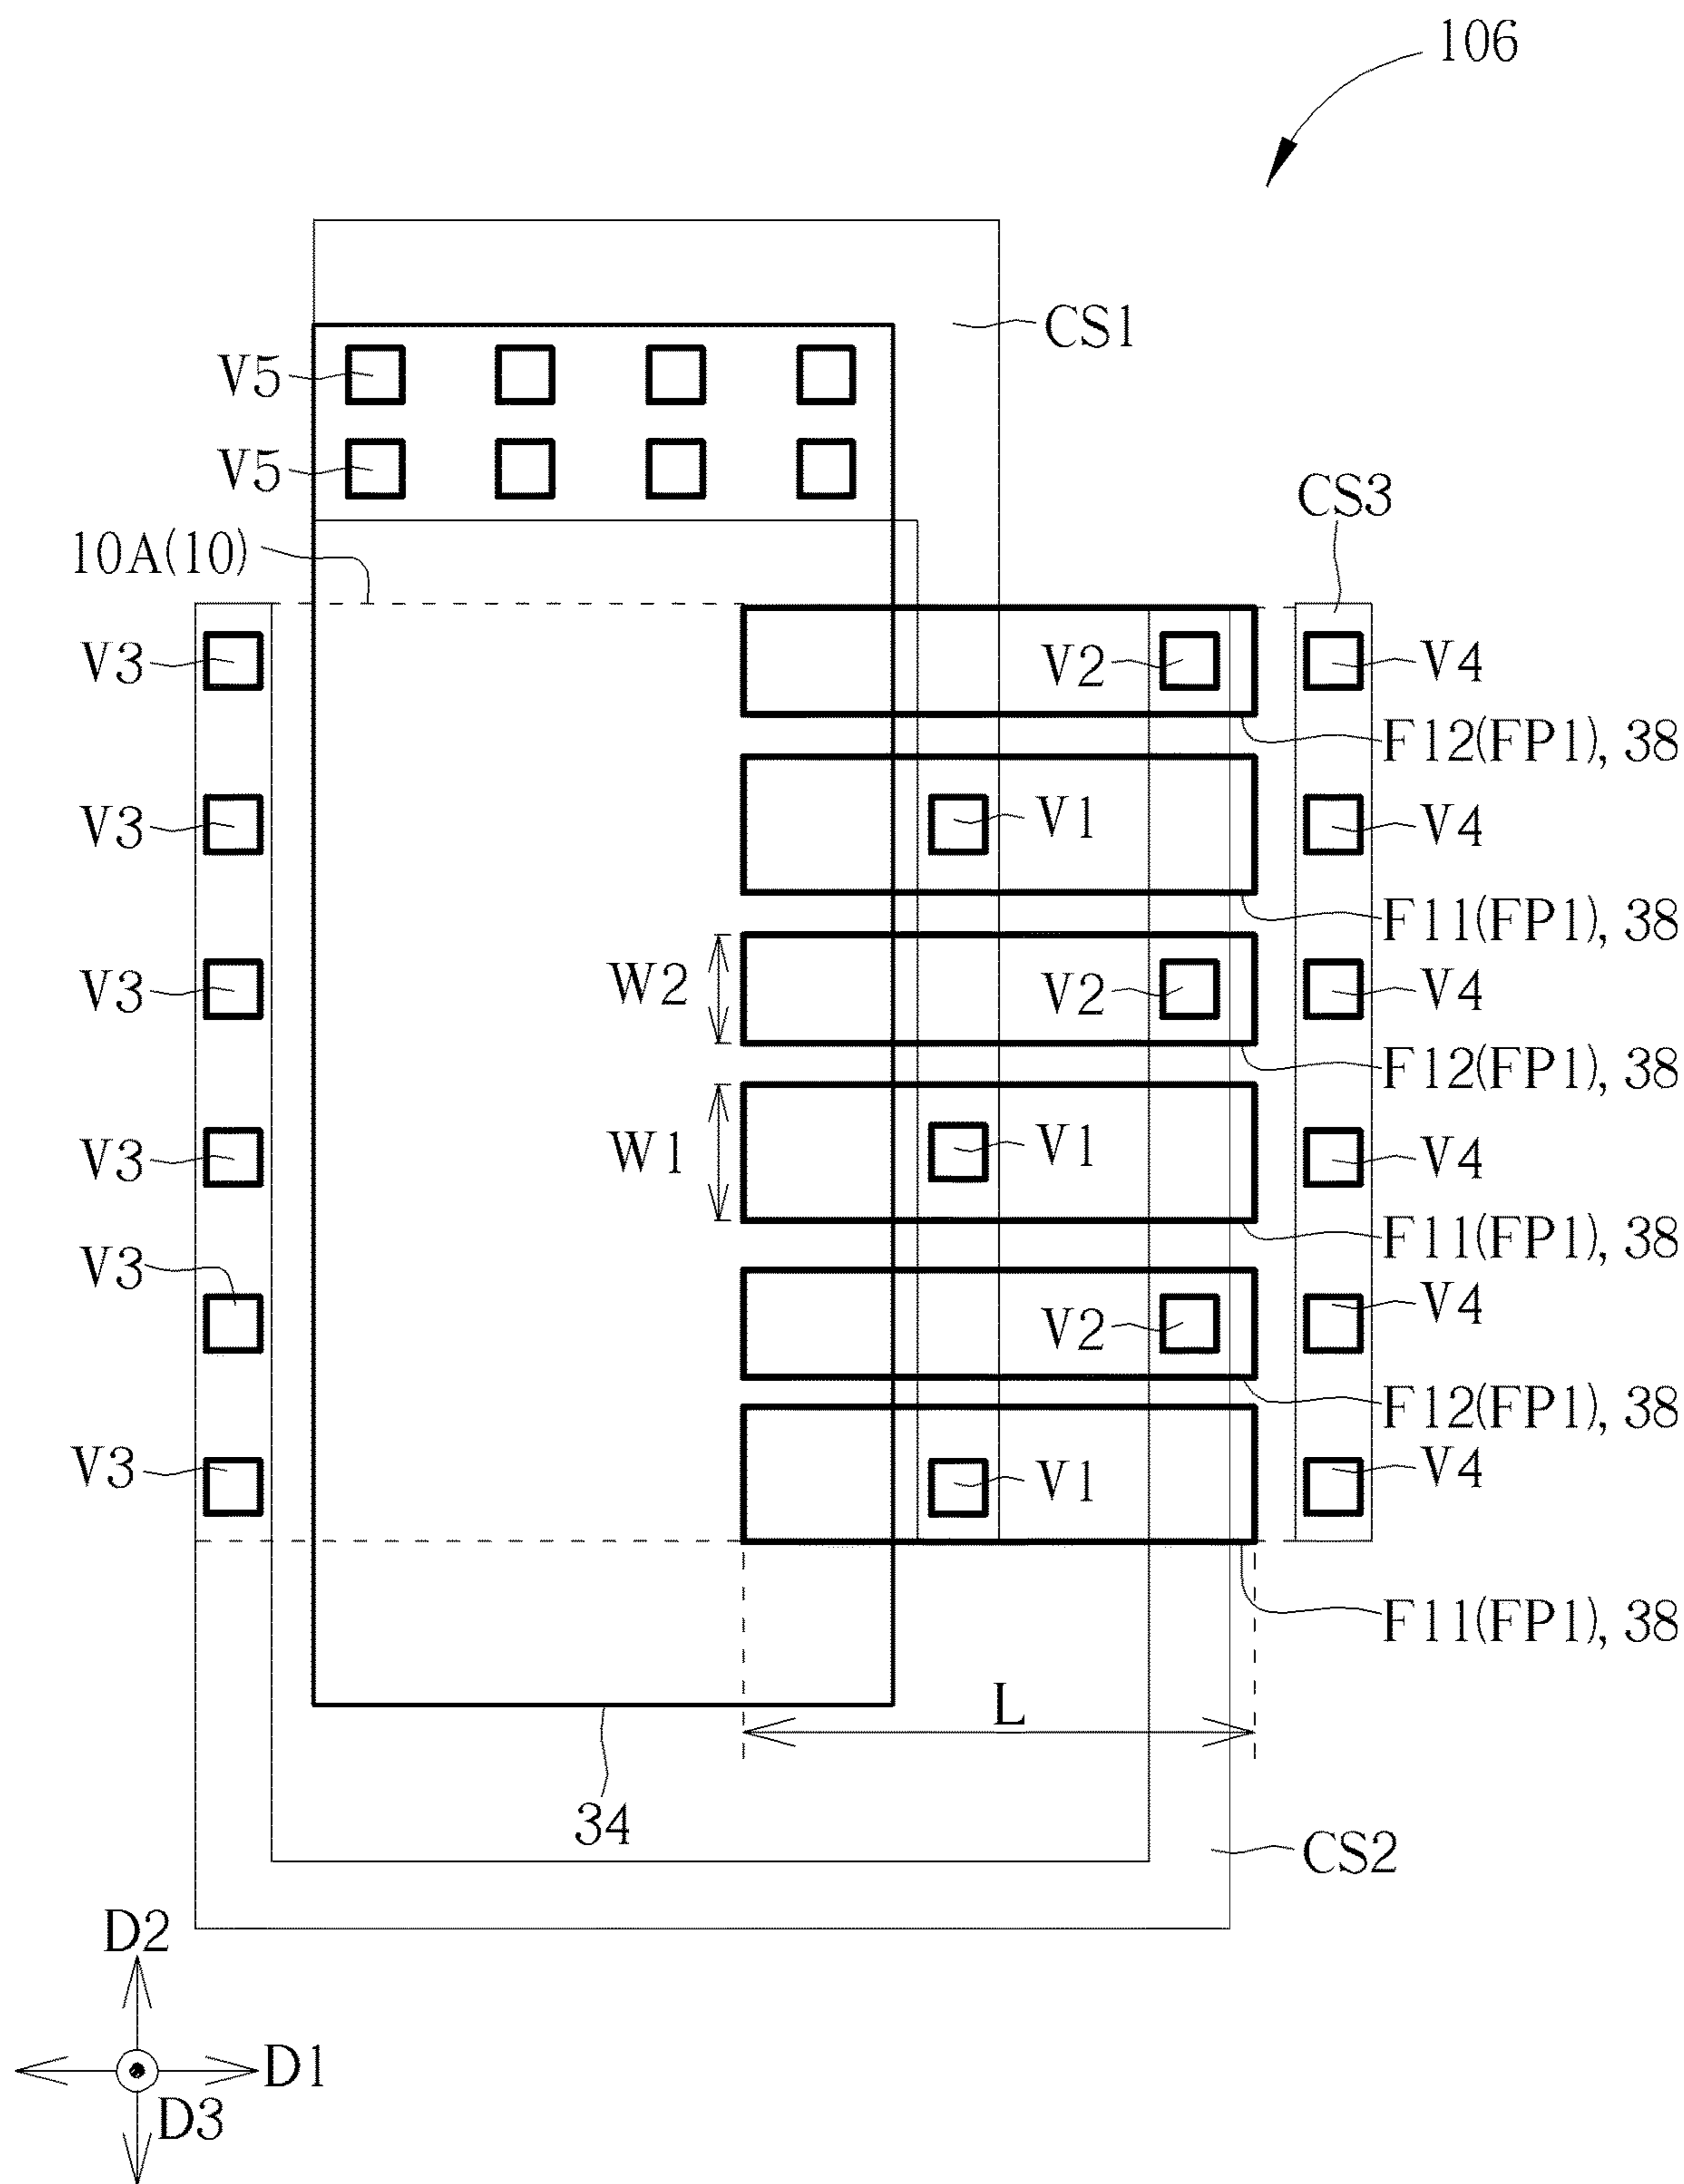 106
CS1
V5
V5
CS3
10A(10)
V3
V2
V4
F12(FP1), 38
V3
V1
V4
F11(FP1), 38
W2
V3
V2
V4
F12(FP1), 38
W1
V3
V1
V4
F11(FP1), 38
V3
V2
V4
F12(FP1), 38
V3
V1
V4
F11(FP1), 38
L
34
CS2
D2
D1
D3